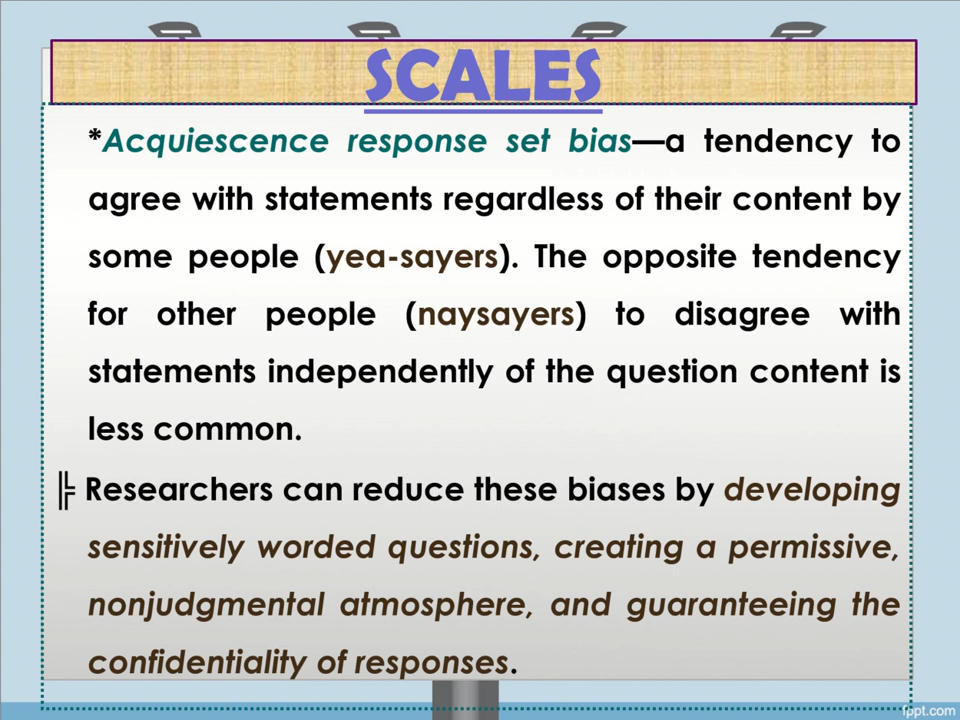 SCALES
*Acquiescence response set bias—a tendency to
agree with statements regardless of their content by
some people (yea-sayers). The opposite tendency
for other people (naysayers) to disagree with
statements independently of the question content is
less common.
╠ Researchers can reduce these biases by developing
sensitively worded questions, creating a permissive,
nonjudgmental atmosphere, and guaranteeing the
confidentiality of responses.
fppt.com